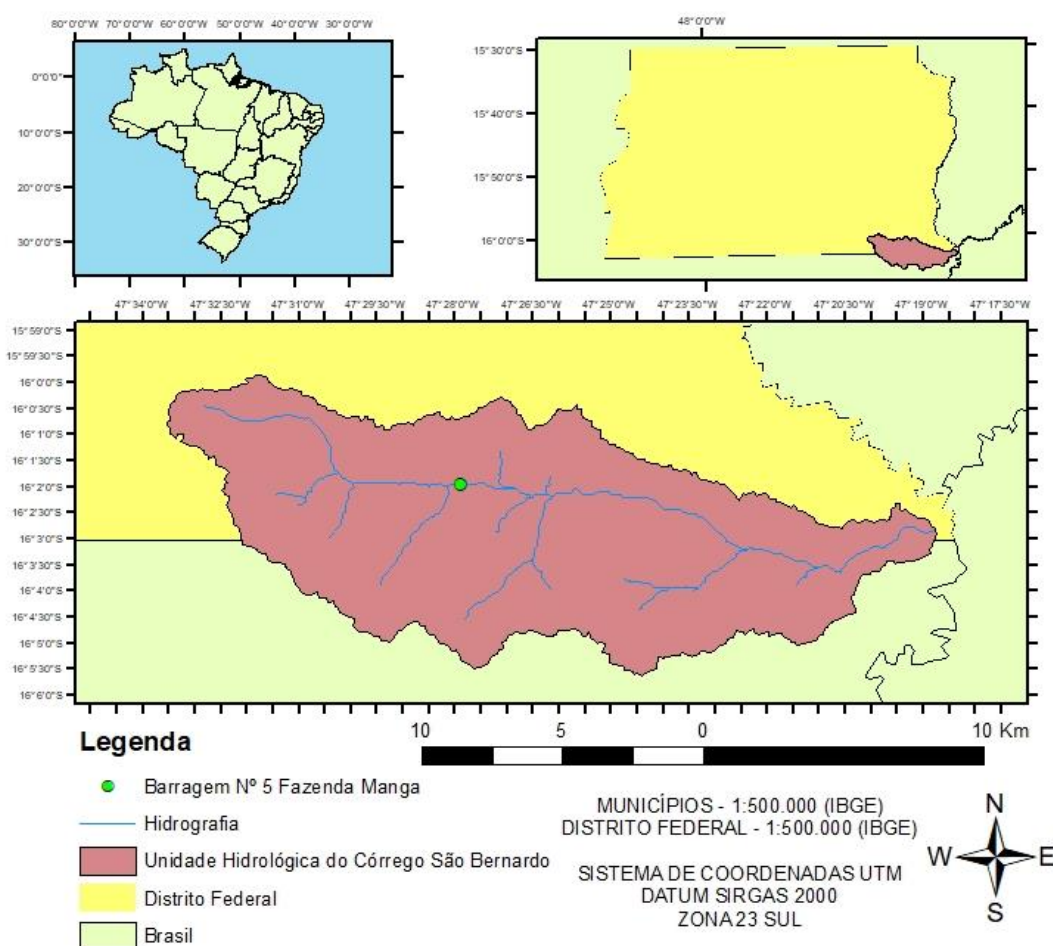 80°0'0"W 70°0'0"W 60°0'0"W 50°0'0"W 40°0'0"W 30°0'0"W
0°0'0"
10°0'0"S
20°0'0"S
30°0'0"S
48°0'0"W
15°30'0"S
15°40'0"S
15°50'0"S
16°0'0"S
47°34'0"W 47°32'30"W 47°31'0"W 47°29'30"W 47°28'0"W 47°26'30"W 47°25'0"W 47°23'30"W 47°22'0"W 47°20'30"W 47°19'0"W 47°17'30"W
15°59'0"S
15°59'30"S
16°0'0"S
16°0'30"S
16°1'0"S
16°1'30"S
16°2'0"S
16°2'30"S
16°3'0"S
16°3'30"S
16°4'0"S
16°4'30"S
16°5'0"S
16°5'30"S
16°6'0"S
10 5 0 10 Km
Legenda
Barragem Nº 5 Fazenda Manga
Hidrografia
Unidade Hidrológica do Córrego São Bernardo
Distrito Federal
Brasil
MUNICÍPIOS - 1:500.000 (IBGE)
DISTRITO FEDERAL - 1:500.000 (IBGE)
SISTEMA DE COORDENADAS UTM
DATUM SIRGAS 2000
ZONA 23 SUL
N
W E
S